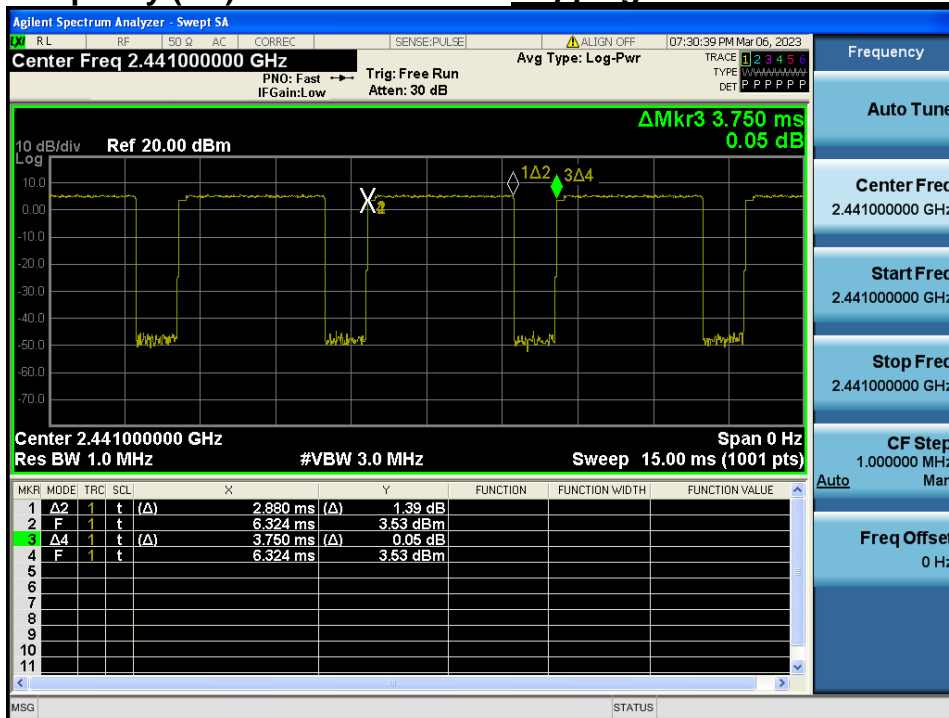 Agilent Spectrum Analyzer - Swept SA
LXI RL RF 50 Ω AC CORREC SENSE:PULSE ALIGN OFF 07:30:39 PM Mar 06, 2023
Center Freq 2.441000000 GHz
PNO: Fast
IFGain:Low
Trig: Free Run
Atten: 30 dB
Avg Type: Log-Pwr
TRACE 1 2 3 4 5 6
TYPE
DET P P P P P P
ΔMkr3 3.750 ms
0.05 dB
10 dB/div Ref 20.00 dBm
Log
10.0
0.00
-10.0
-20.0
-30.0
-40.0
-50.0
-60.0
-70.0
1Δ2 3Δ4
X
Center 2.441000000 GHz Span 0 Hz
Res BW 1.0 MHz #VBW 3.0 MHz Sweep 15.00 ms (1001 pts)
MKR MODE TRC SCL X Y FUNCTION FUNCTION WIDTH FUNCTION VALUE
1 Δ2 1 t (Δ) 2.880 ms (Δ) 1.39 dB
2 F 1 t 6.324 ms 3.53 dBm
3 Δ4 1 t (Δ) 3.750 ms (Δ) 0.05 dB
4 F 1 t 6.324 ms 3.53 dBm
5
6
7
8
9
10
11
MSG STATUS
Frequency
Auto Tune
Center Freq
2.441000000 GHz
Start Freq
2.441000000 GHz
Stop Freq
2.441000000 GHz
CF Step
1.000000 MHz
Auto Man
Freq Offset
0 Hz